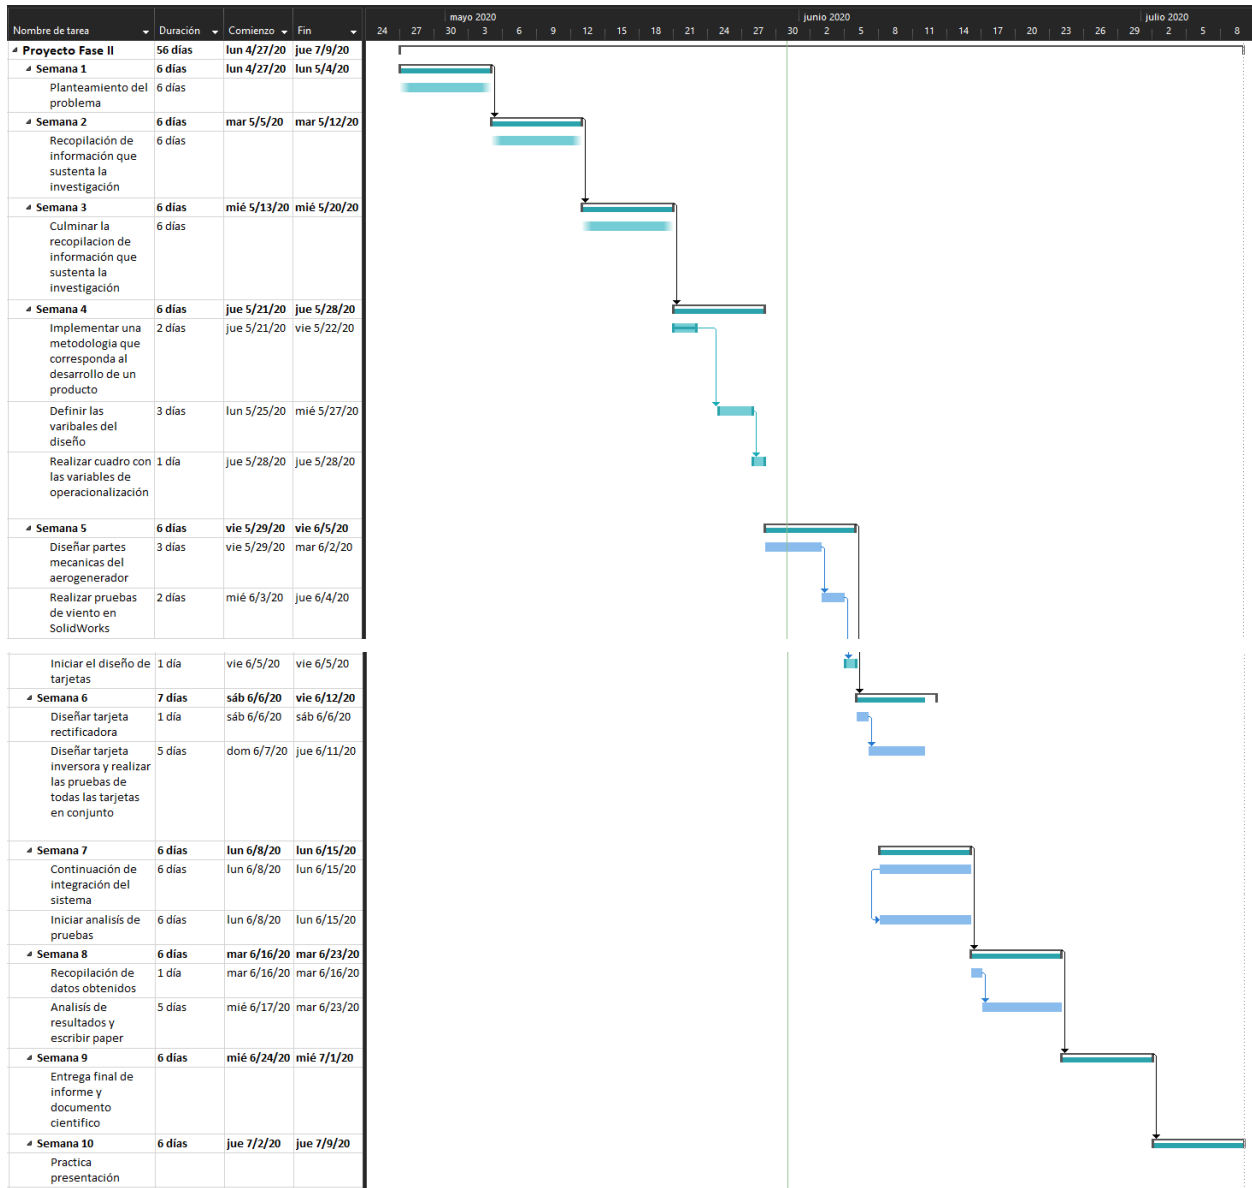 mayo 2020 junio 2020 julio 2020
Nombre de tarea Duración Comienzo Fin 24 27 30 3 6 9 12 15 18 21 24 27 30 2 5 8 11 14 17 20 23 26 29 2 5 8
Proyecto Fase II 56 días lun 4/27/20 jue 7/9/20
Semana 1 6 días lun 4/27/20 lun 5/4/20
Planteamiento del 6 días
problema
Semana 2 6 días mar 5/5/20 mar 5/12/20
Recopilación de 6 días
información que
sustenta la
investigación
Semana 3 6 días mié 5/13/20 mié 5/20/20
Culminar la 6 días
recopilacion de
información que
sustenta la
investigación
Semana 4 6 días jue 5/21/20 jue 5/28/20
Implementar una 2 días jue 5/21/20 vie 5/22/20
metodologia que
corresponda al
desarrollo de un
producto
Definir las 3 días lun 5/25/20 mié 5/27/20
varibales del
diseño
Realizar cuadro con 1 día jue 5/28/20 jue 5/28/20
las variables de
operacionalización
Semana 5 6 días vie 5/29/20 vie 6/5/20
Diseñar partes 3 días vie 5/29/20 mar 6/2/20
mecanicas del
aerogenerador
Realizar pruebas 2 días mié 6/3/20 jue 6/4/20
de viento en
SolidWorks
Iniciar el diseño de 1 día vie 6/5/20 vie 6/5/20
tarjetas
Semana 6 7 días sáb 6/6/20 vie 6/12/20
Diseñar tarjeta 1 día sáb 6/6/20 sáb 6/6/20
rectificadora
Diseñar tarjeta 5 días dom 6/7/20 jue 6/11/20
inversora y realizar
las pruebas de
todas las tarjetas
en conjunto
Semana 7 6 días lun 6/8/20 lun 6/15/20
Continuación de 6 días lun 6/8/20 lun 6/15/20
integración del
sistema
Iniciar analisís de 6 días lun 6/8/20 lun 6/15/20
pruebas
Semana 8 6 días mar 6/16/20 mar 6/23/20
Recopilación de 1 día mar 6/16/20 mar 6/16/20
datos obtenidos
Analisís de 5 días mié 6/17/20 mar 6/23/20
resultados y
escribir paper
Semana 9 6 días mié 6/24/20 mié 7/1/20
Entrega final de
informe y
documento
cientifico
Semana 10 6 días jue 7/2/20 jue 7/9/20
Practica
presentación